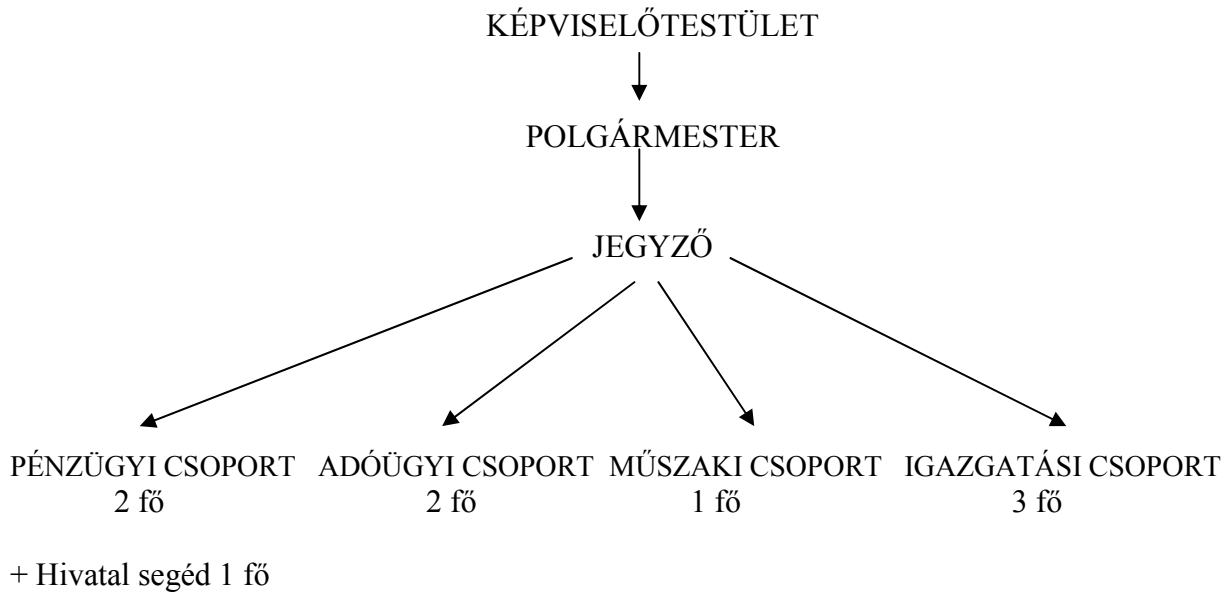 KÉPVISELŐTESTÜLET
POLGÁRMESTER
JEGYZŐ
PÉNZÜGYI CSOPORT ADÓÜGYI CSOPORT MŰSZAKI CSOPORT IGAZGATÁSI CSOPORT
2 fő 2 fő 1 fő 3 fő
+ Hivatal segéd 1 fő